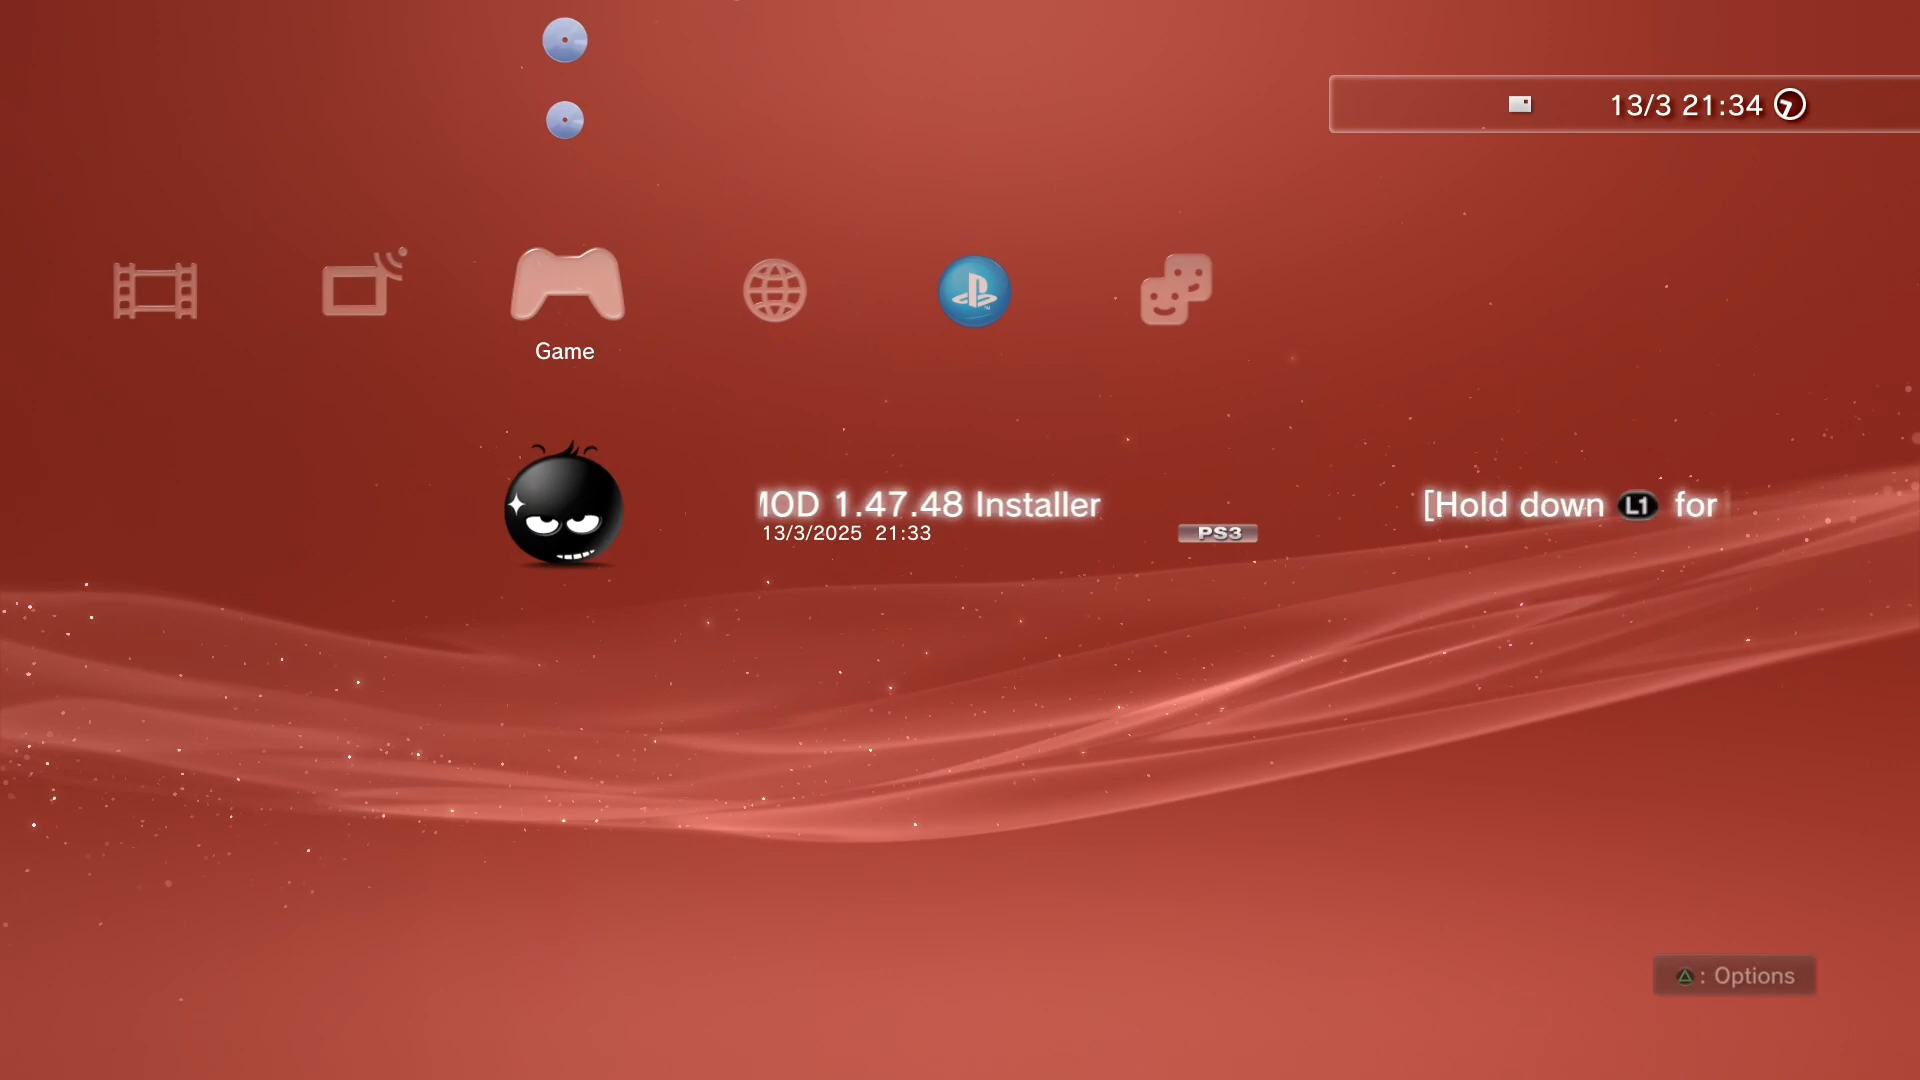 13/3 21:34
Game
MOD 1.47.48 Installer [Hold down L1 for
13/3/2025 21:33 PS3
: Options